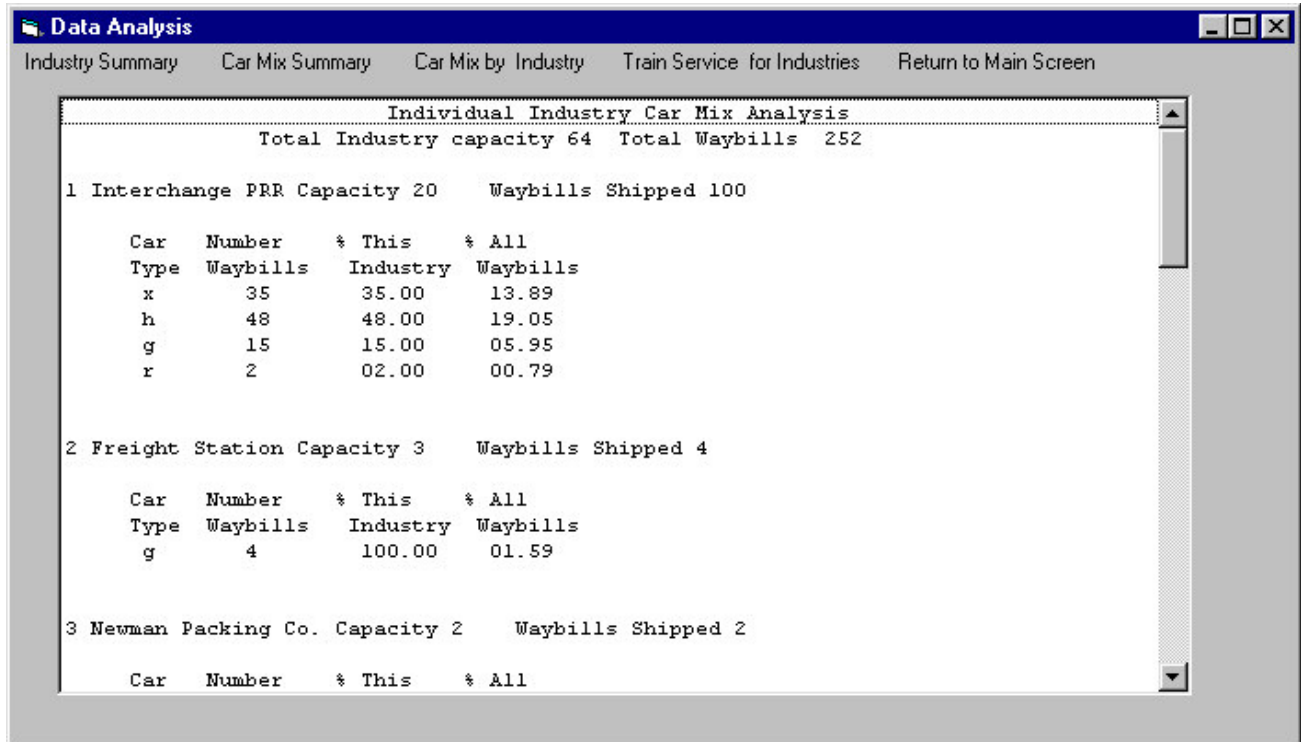 Data Analysis
Industry Summary Car Mix Summary Car Mix by Industry Train Service for Industries Return to Main Screen
Individual Industry Car Mix Analysis
Total Industry capacity 64 Total Waybills 252
1 Interchange PRR Capacity 20 Waybills Shipped 100
Car Number % This % All
Type Waybills Industry Waybills
x 35 35.00 13.89
h 48 48.00 19.05
g 15 15.00 05.95
r 2 02.00 00.79
2 Freight Station Capacity 3 Waybills Shipped 4
Car Number % This % All
Type Waybills Industry Waybills
g 4 100.00 01.59
3 Newman Packing Co. Capacity 2 Waybills Shipped 2
Car Number % This % All